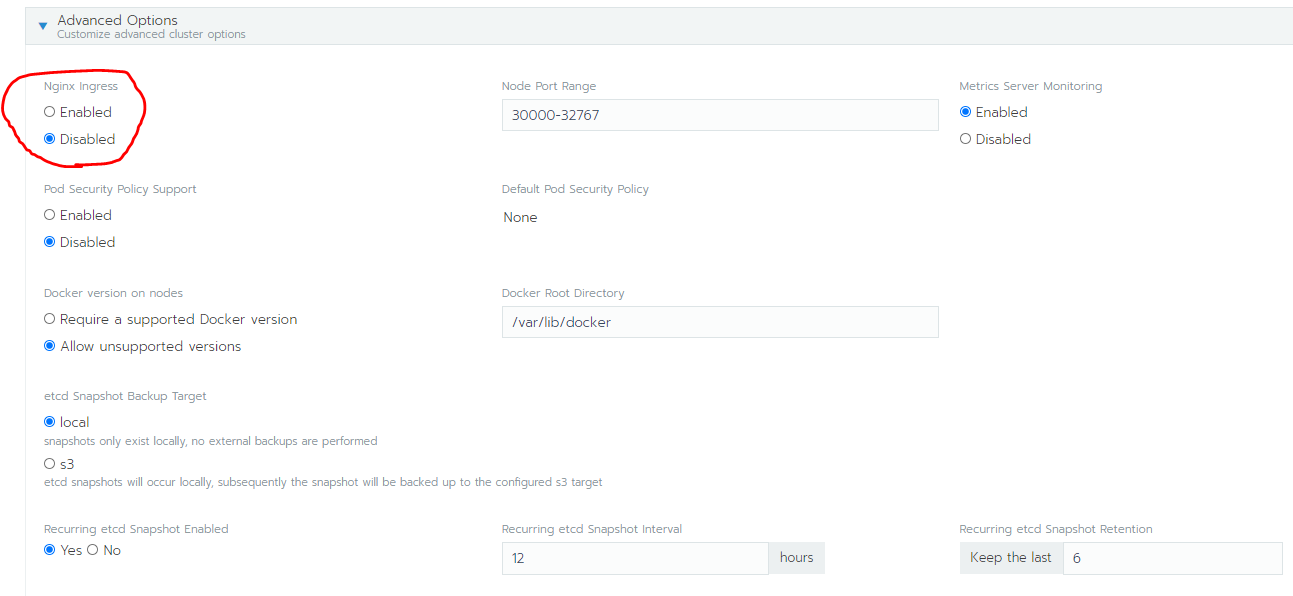 Advanced Options
Customize advanced cluster options
Nginx Ingress
Enabled
Disabled
Node Port Range
30000-32767
Metrics Server Monitoring
Enabled
Disabled
Pod Security Policy Support
Enabled
Disabled
Default Pod Security Policy
None
Docker version on nodes
Require a supported Docker version
Allow unsupported versions
Docker Root Directory
/var/lib/docker
etcd Snapshot Backup Target
local
snapshots only exist locally, no external backups are performed
s3
etcd snapshots will occur locally, subsequently the snapshot will be backed up to the configured s3 target
Recurring etcd Snapshot Enabled
Yes No
Recurring etcd Snapshot Interval
12 hours
Recurring etcd Snapshot Retention
Keep the last 6